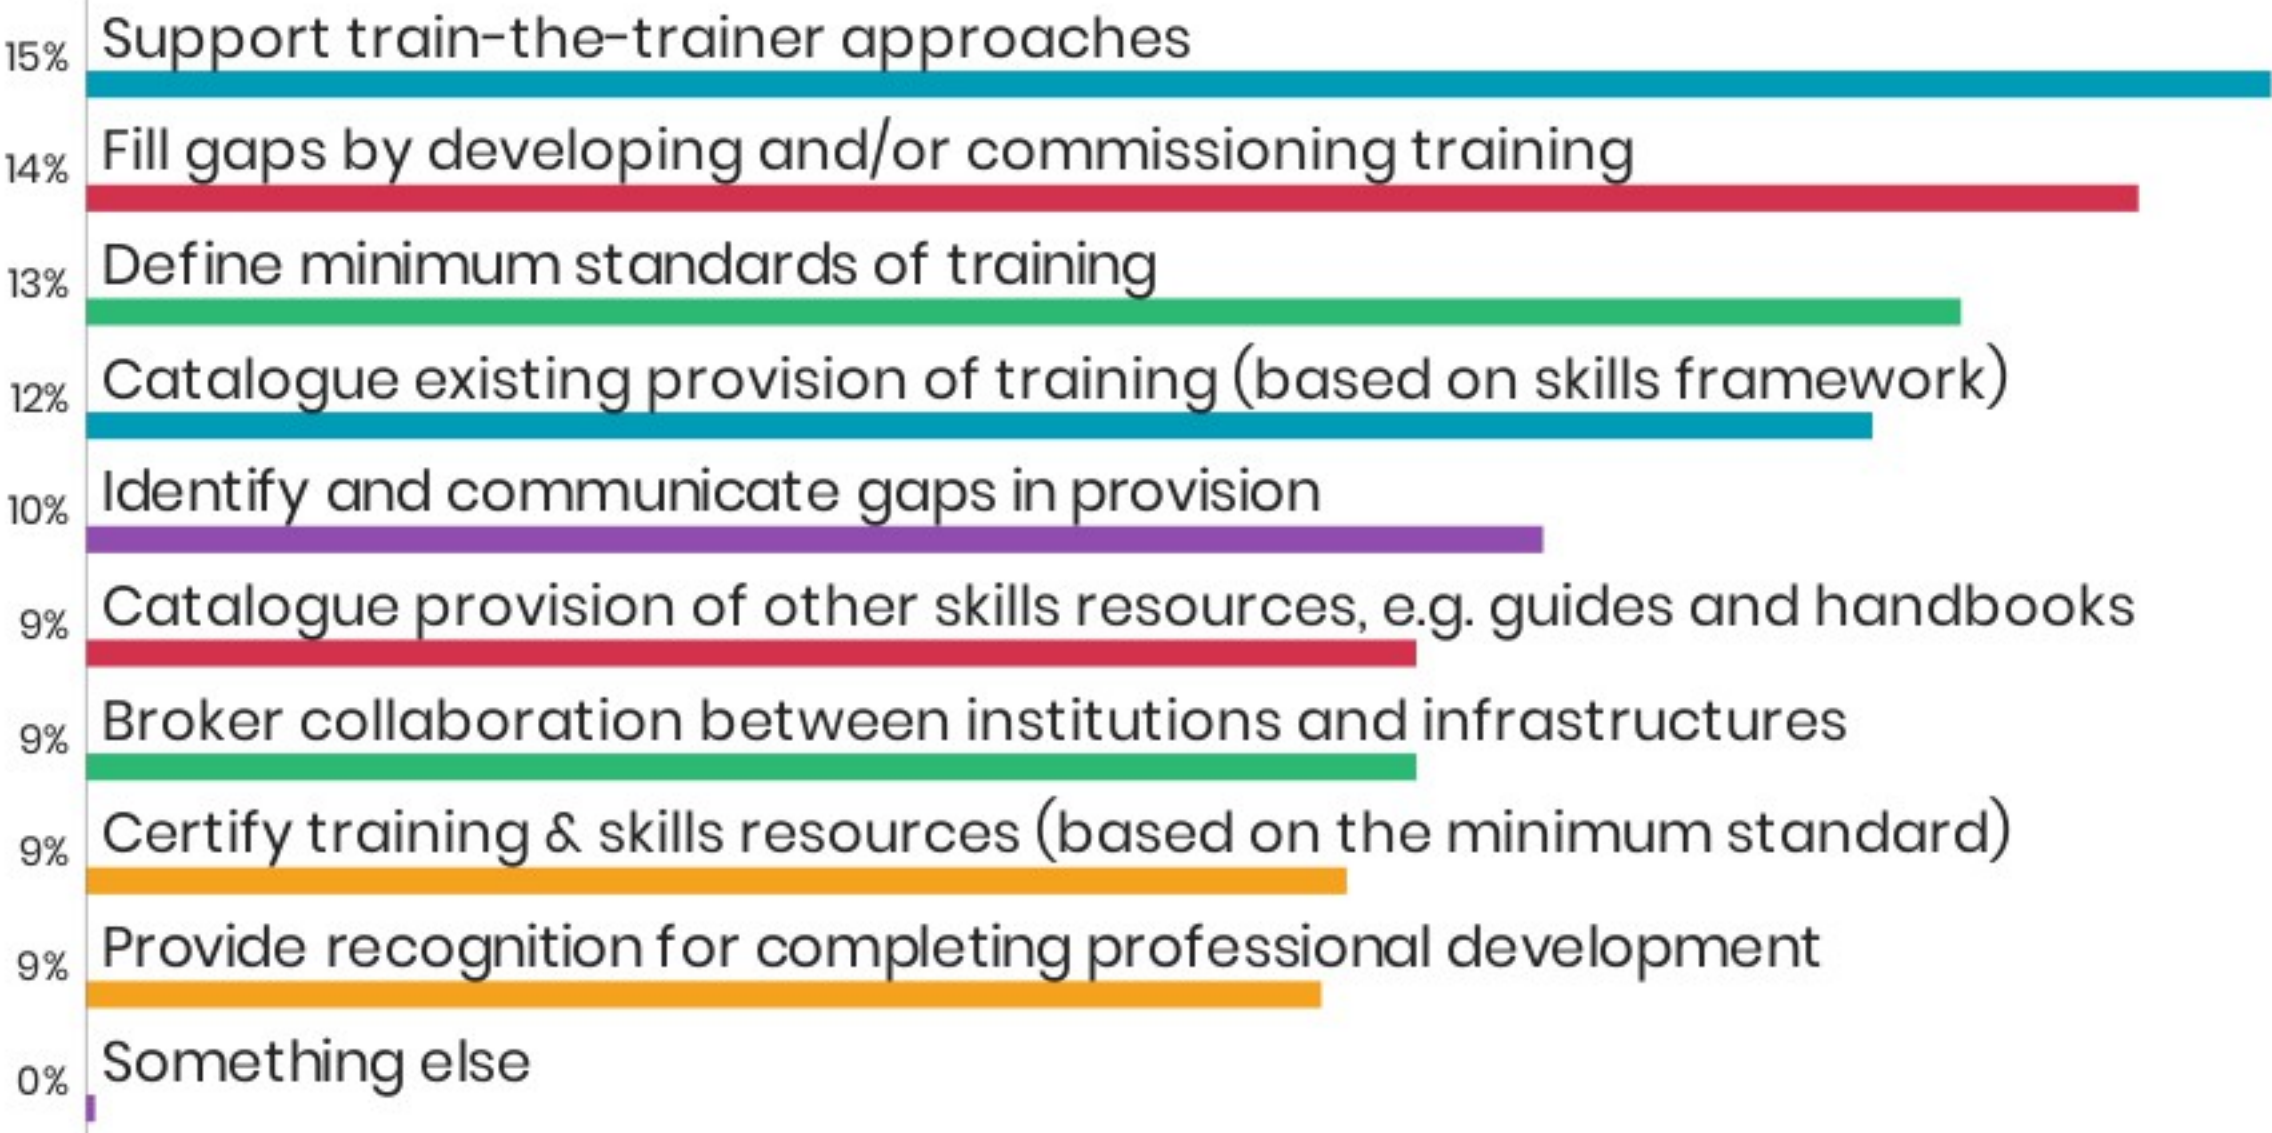 Support train-the-trainer approaches
15%
Fill gaps by developing and/or commissioning training
14%
Define minimum standards of training
13%
Catalogue existing provision of training (based on skills framework)
12%
Identify and communicate gaps in provision
10%
Catalogue provision of other skills resources, e.g. guides and handbooks
9%
Broker collaboration between institutions and infrastructures
9%
Certify training & skills resources (based on the minimum standard)
9%
Provide recognition for completing professional development
9%
Something else
0%